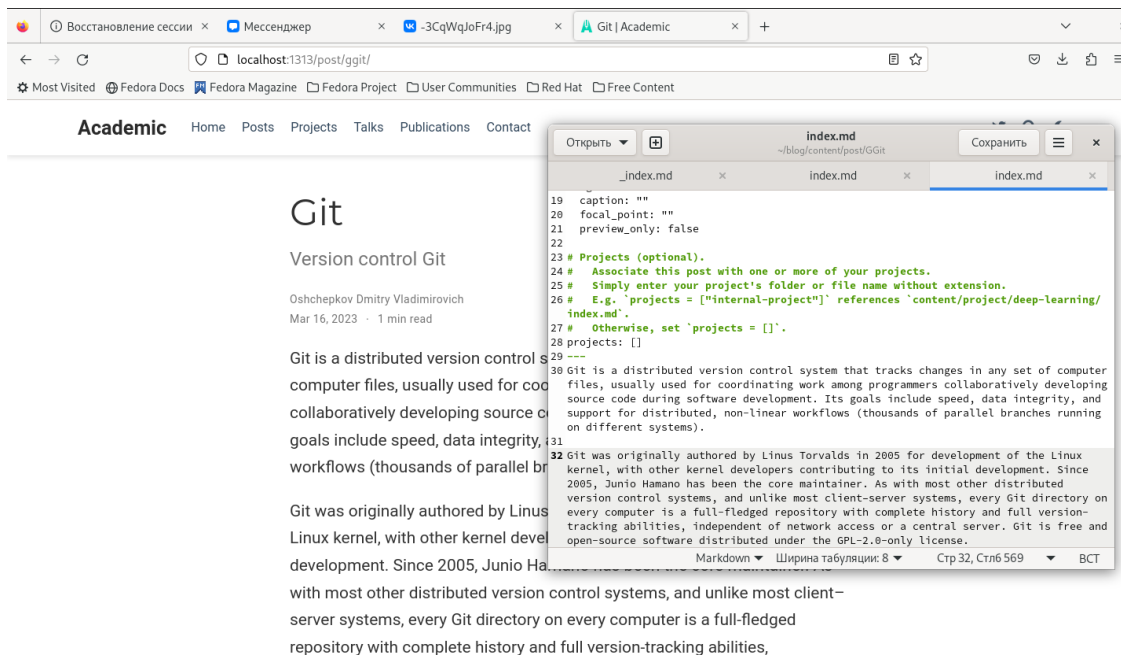 Восстановление сессии
Мессенджер
-3CqWqJoFr4.jpg
Git | Academic
localhost:1313/post/ggit/
Most Visited Fedora Docs Fedora Magazine Fedora Project User Communities Red Hat Free Content
Academic Home Posts Projects Talks Publications Contact
Git
Version control Git
Oshchepkov Dmitry Vladimirovich
Mar 16, 2023 · 1 min read
Git is a distributed version control s
computer files, usually used for coo
collaboratively developing source co
goals include speed, data integrity,
workflows (thousands of parallel br
Git was originally authored by Linus
Linux kernel, with other kernel devel
development. Since 2005, Junio Hamano has been the core maintainer. As
with most other distributed version control systems, and unlike most client–
server systems, every Git directory on every computer is a full-fledged
repository with complete history and full version-tracking abilities,
Открыть
index.md
~/blog/content/post/GGit
Сохранить
_index.md
index.md
index.md
19 caption: ""
20 focal_point: ""
21 preview_only: false
22
23 # Projects (optional).
24 #   Associate this post with one or more of your projects.
25 #   Simply enter your project's folder or file name without extension.
26 #   E.g. `projects = ["internal-project"]` references `content/project/deep-learning/
index.md`.
27 #   Otherwise, set `projects = []`.
28 projects: []
29 ---
30 Git is a distributed version control system that tracks changes in any set of computer
files, usually used for coordinating work among programmers collaboratively developing
source code during software development. Its goals include speed, data integrity, and
support for distributed, non-linear workflows (thousands of parallel branches running
on different systems).
31
32 Git was originally authored by Linus Torvalds in 2005 for development of the Linux
kernel, with other kernel developers contributing to its initial development. Since
2005, Junio Hamano has been the core maintainer. As with most other distributed
version control systems, and unlike most client–server systems, every Git directory on
every computer is a full-fledged repository with complete history and full version-
tracking abilities, independent of network access or a central server. Git is free and
open-source software distributed under the GPL-2.0-only license.
Markdown Ширина табуляции: 8 Стр 32, Стлб 569 ВСТ